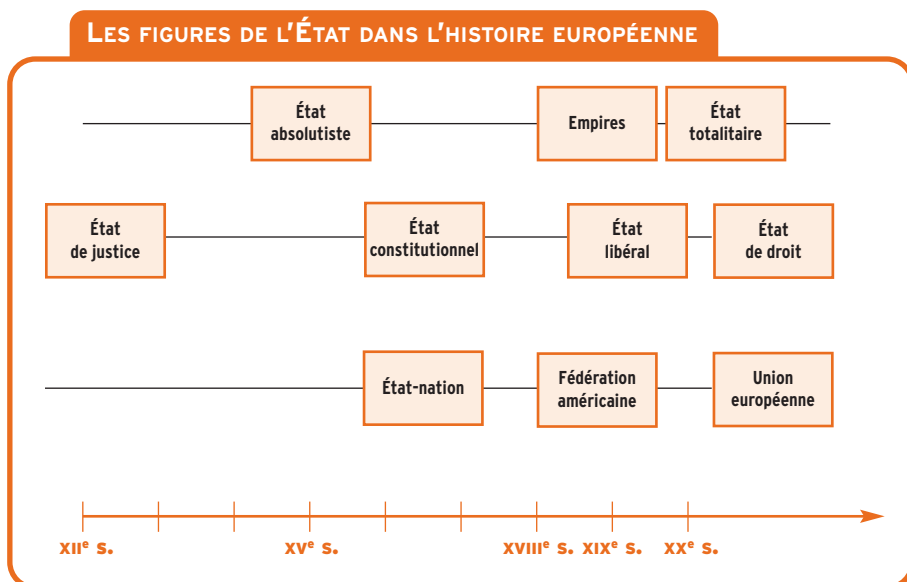 LES FIGURES DE L'ÉTAT DANS L'HISTOIRE EUROPÉENNE
État
absolutiste
Empires
État
totalitaire
État
de justice
État
constitutionnel
État
libéral
État
de droit
État-nation
Fédération
américaine
Union
européenne
XIIe s.
XVe s.
XVIIIe s.
XIXe s.
XXe s.